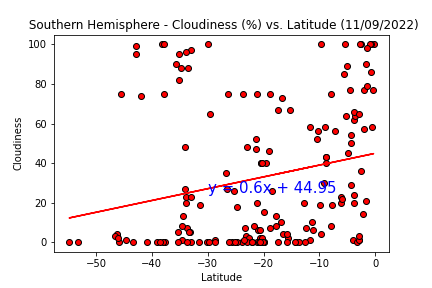 Southern Hemisphere - Cloudiness (%) vs. Latitude (11/09/2022)
100
80
60
40
20
0
Cloudiness
y = 0.6x + 44.95
−50 −40 −30 −20 −10 0
Latitude